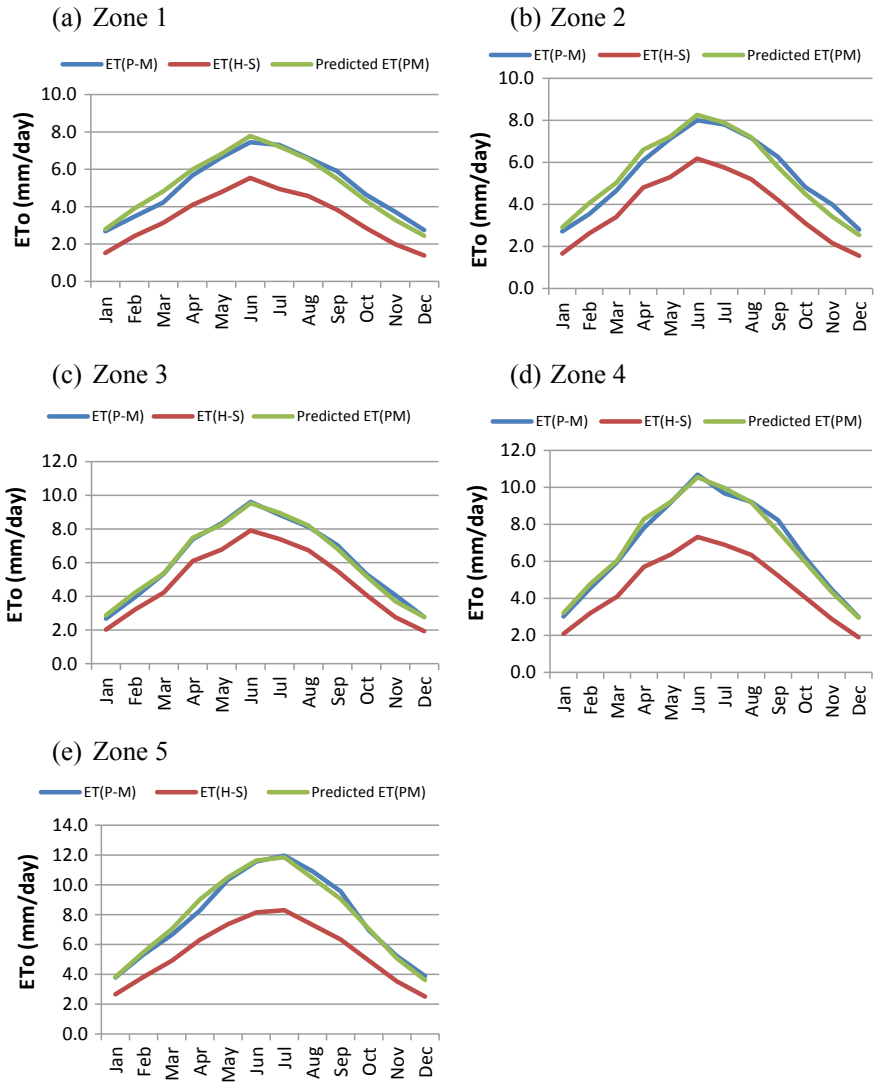 (a) Zone 1
ET(P-M) ET(H-S) Predicted ET(PM)
ETo (mm/day)
10.0
8.0
6.0
4.0
2.0
0.0
Jan Feb Mar Apr May Jun Jul Aug Sep Oct Nov Dec
(b) Zone 2
ET(P-M) ET(H-S) Predicted ET(PM)
ETo (mm/day)
10.0
8.0
6.0
4.0
2.0
0.0
Jan Feb Mar Apr May Jun Jul Aug Sep Oct Nov Dec
(c) Zone 3
ET(P-M) ET(H-S) Predicted ET(PM)
ETo (mm/day)
12.0
10.0
8.0
6.0
4.0
2.0
0.0
Jan Feb Mar Apr May Jun Jul Aug Sep Oct Nov Dec
(d) Zone 4
ET(P-M) ET(H-S) Predicted ET(PM)
ETo (mm/day)
12.0
10.0
8.0
6.0
4.0
2.0
0.0
Jan Feb Mar Apr May Jun Jul Aug Sep Oct Nov Dec
(e) Zone 5
ET(P-M) ET(H-S) Predicted ET(PM)
ETo (mm/day)
14.0
12.0
10.0
8.0
6.0
4.0
2.0
0.0
Jan Feb Mar Apr May Jun Jul Aug Sep Oct Nov Dec